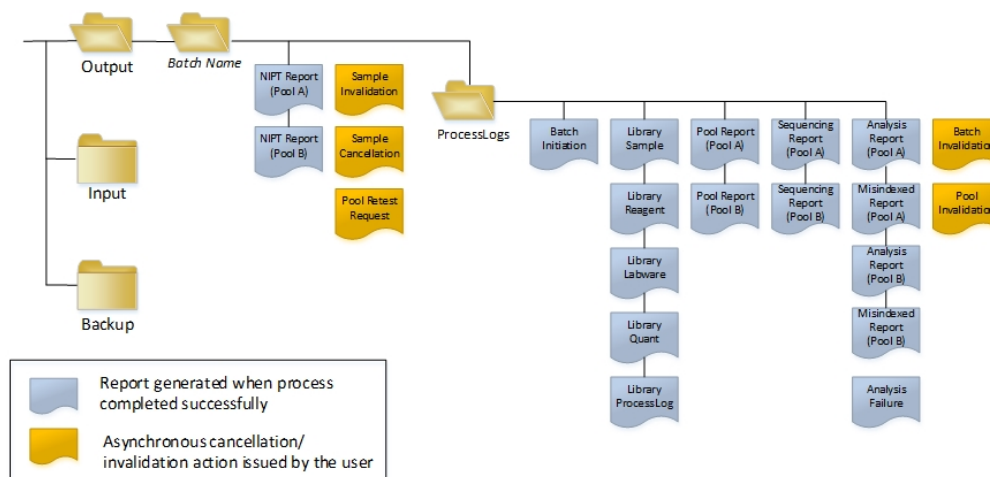 Output
Batch Name
Input
Backup
NIPT Report
(Pool A)
Sample
Invalidation
NIPT Report
(Pool B)
Sample
Cancellation
Pool Retest
Request
ProcessLogs
Batch
Initiation
Library
Sample
Library
Reagent
Library
Labware
Library
Quant
Library
ProcessLog
Pool Report
(Pool A)
Pool Report
(Pool B)
Sequencing
Report
(Pool A)
Sequencing
Report
(Pool B)
Analysis
Report
(Pool A)
Misindexed
Report
(Pool A)
Analysis
Report
(Pool B)
Misindexed
Report
(Pool B)
Analysis
Failure
Batch
Invalidation
Pool
Invalidation
Report generated when process
completed successfully
Asynchronous cancellation/
invalidation action issued by the user